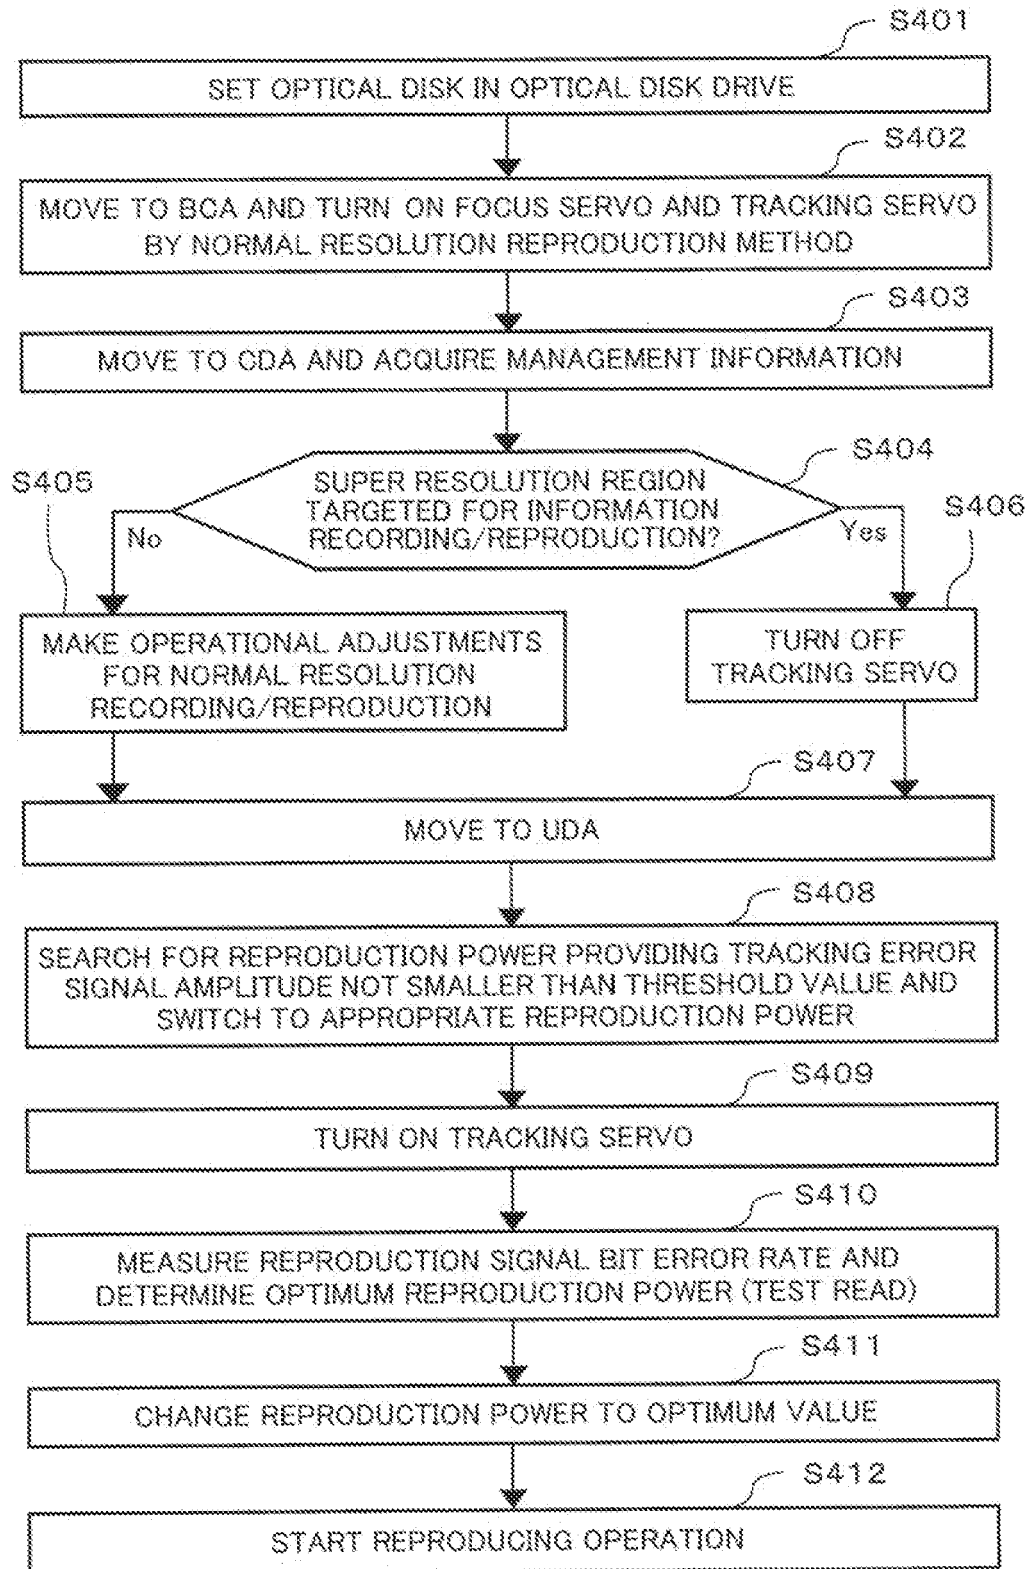 S401
SET OPTICAL DISK IN OPTICAL DISK DRIVE
S402
MOVE TO BCA AND TURN ON FOCUS SERVO AND TRACKING SERVO
BY NORMAL RESOLUTION REPRODUCTION METHOD
S403
MOVE TO CDA AND ACQUIRE MANAGEMENT INFORMATION
S404
SUPER RESOLUTION REGION
TARGETED FOR INFORMATION
RECORDING/REPRODUCTION?
S405
No
Yes
S406
MAKE OPERATIONAL ADJUSTMENTS
FOR NORMAL RESOLUTION
RECORDING/REPRODUCTION
TURN OFF
TRACKING SERVO
S407
MOVE TO UDA
S408
SEARCH FOR REPRODUCTION POWER PROVIDING TRACKING ERROR
SIGNAL AMPLITUDE NOT SMALLER THAN THRESHOLD VALUE AND
SWITCH TO APPROPRIATE REPRODUCTION POWER
S409
TURN ON TRACKING SERVO
S410
MEASURE REPRODUCTION SIGNAL BIT ERROR RATE AND
DETERMINE OPTIMUM REPRODUCTION POWER (TEST READ)
S411
CHANGE REPRODUCTION POWER TO OPTIMUM VALUE
S412
START REPRODUCING OPERATION